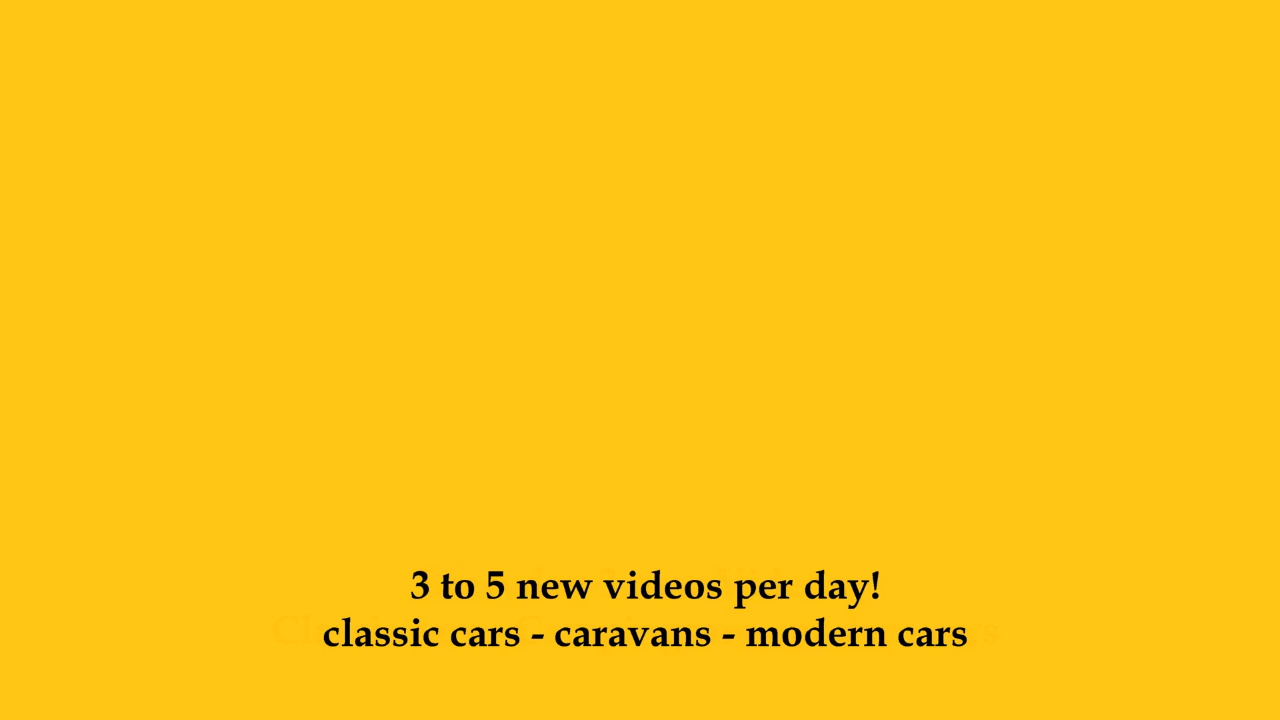 3 to 5 new videos per day!
classic cars - caravans - modern cars